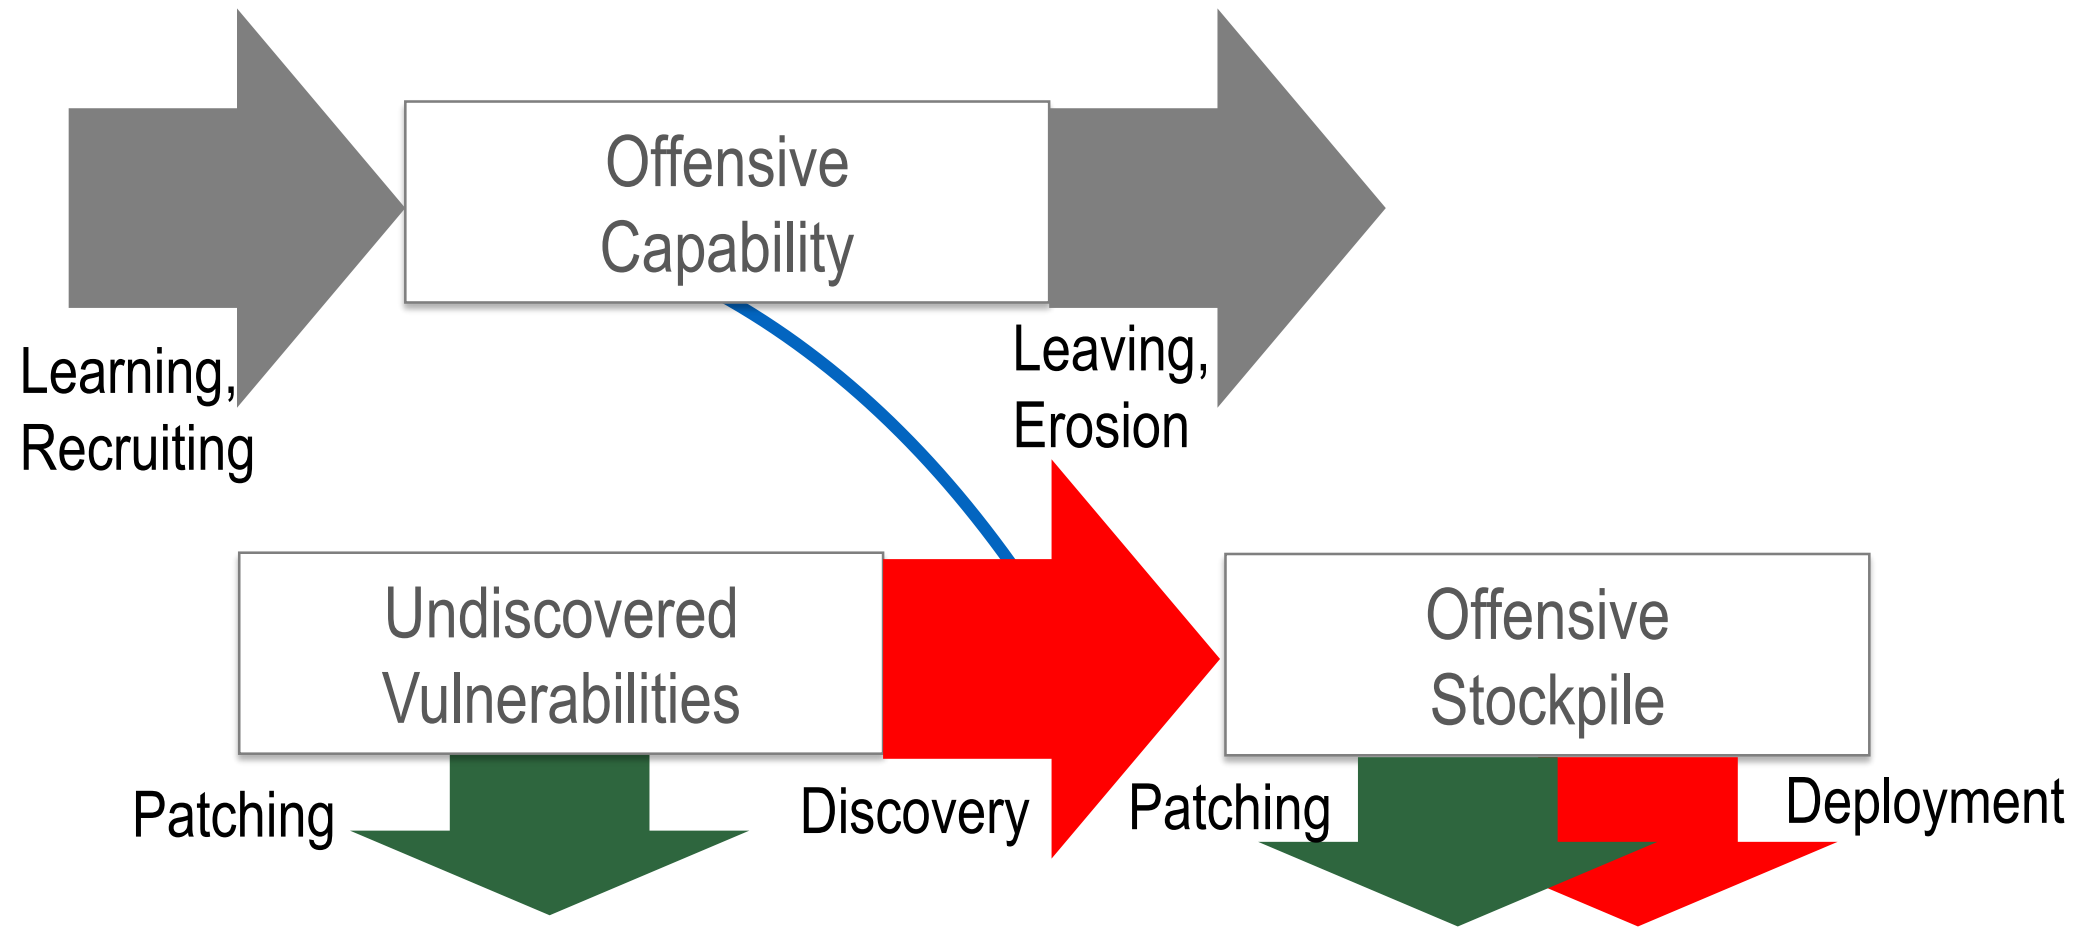 Offensive
Capability
Learning,
Recruiting
Leaving,
Erosion
Undiscovered
Vulnerabilities
Offensive
Stockpile
Patching
Discovery
Patching
Deployment